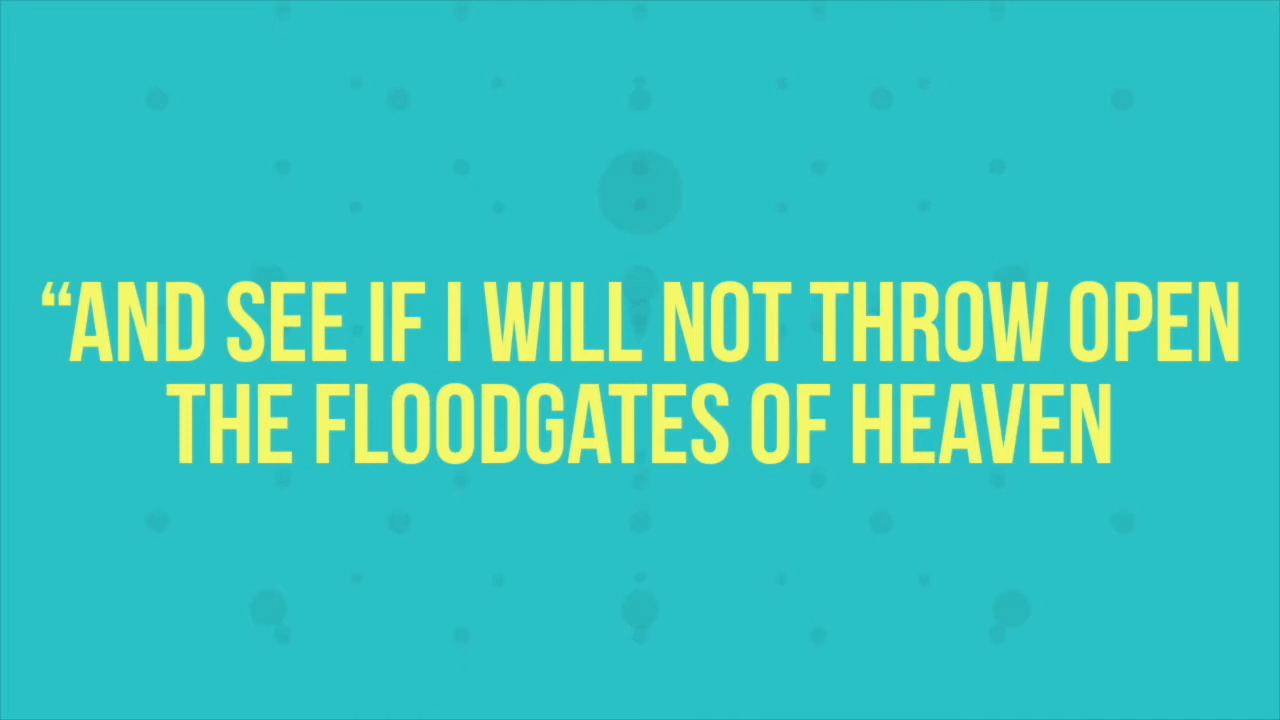 “AND SEE IF I WILL NOT THROW OPEN
THE FLOODGATES OF HEAVEN